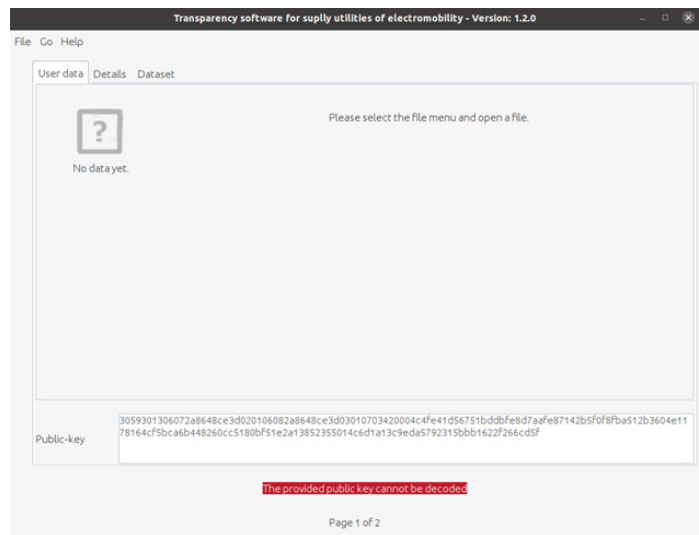 Transparency software for suplly utilities of electromobility - Version: 1.2.0
File Go Help
User data Details Dataset
?
Please select the file menu and open a file.
No data yet.
3059301306072a8648ce3d020106082a8648ce3d03010703420004c4fe41d56751bddbfe8d7aafe87142b5f0f8fba512b3604e11
78164cf5bca6b448260cc5180bf51e2a13852355014c6d1a13c9eda5792315bbb1622f266cd5f
Public-key
The provided public key cannot be decoded
Page 1 of 2